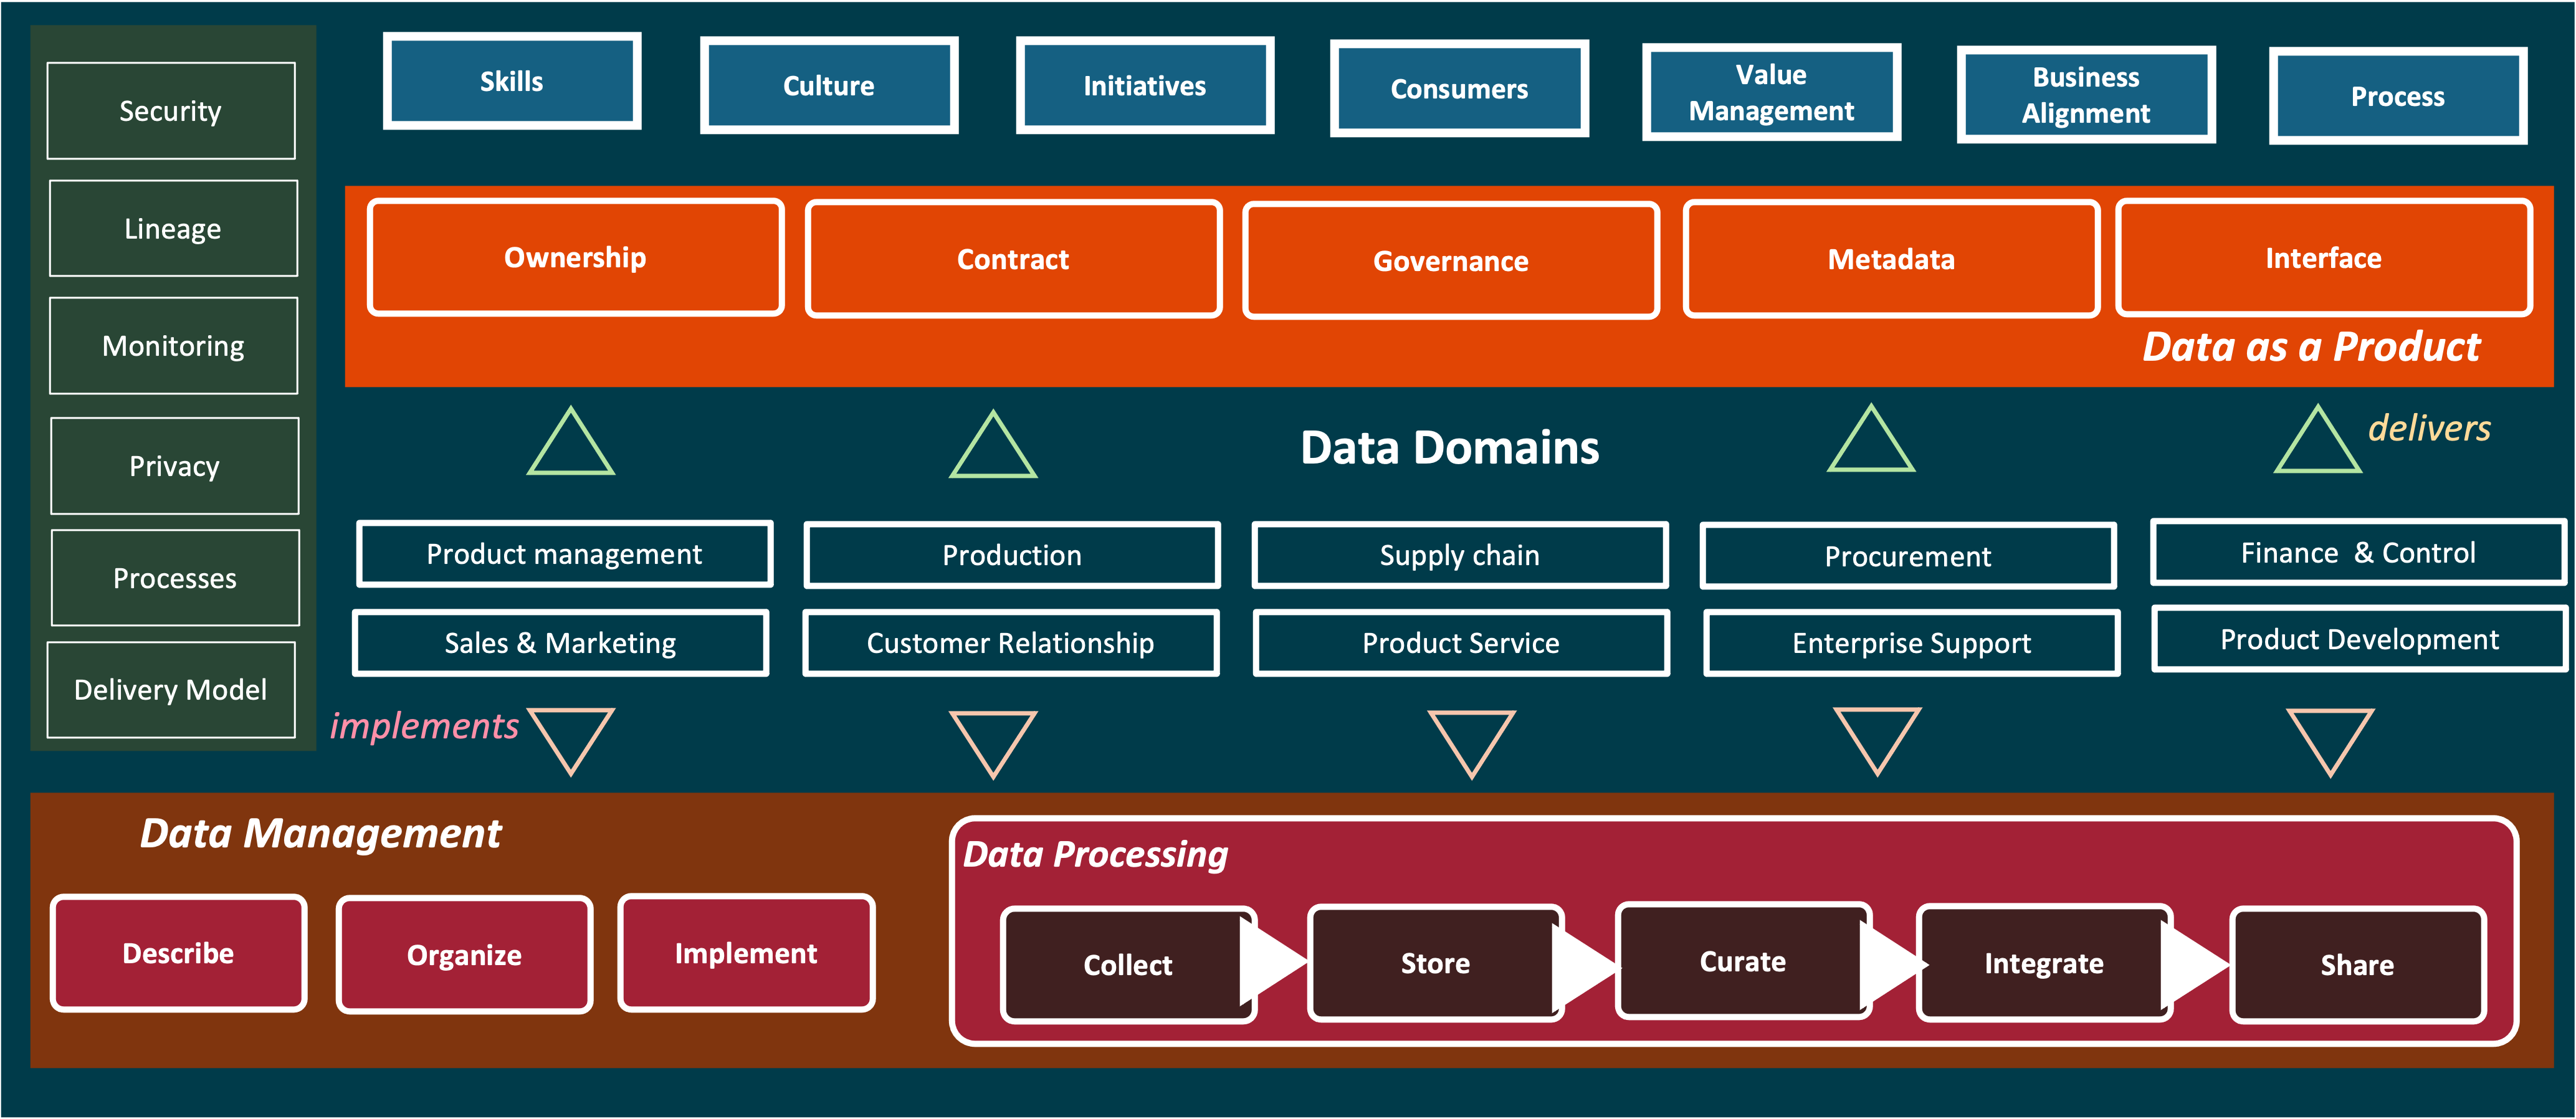 Security
Lineage
Monitoring
Privacy
Processes
Delivery Model
Skills
Culture
Initiatives
Consumers
Value
Management
Business
Alignment
Process
Ownership
Contract
Governance
Metadata
Interface
Data as a Product
Data Domains
delivers
Product management
Production
Supply chain
Procurement
Finance  & Control
Sales & Marketing
Customer Relationship
Product Service
Enterprise Support
Product Development
implements
Data Management
Describe
Organize
Implement
Data Processing
Collect
Store
Curate
Integrate
Share